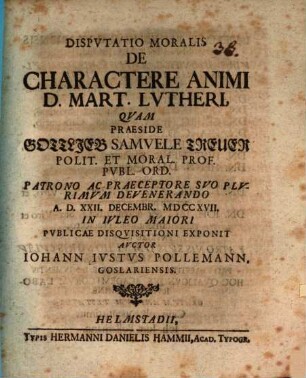 DISPVTATIO MORALIS
DE
CHARACTERE ANIMI
D. MART. LVTHERI,
QVAM
PRAESIDE
GOTTLIEB SAMVELE TREUER
POLIT. ET MORAL. PROF.
PVBL. ORD.
PATRONO AC PRAECEPTORE SVO PLV-
RIMVM DEVENERANDO
A. D. XXII. DECEMBR. MDCCXVII.
IN IVLEO MAIORI
PVBLICAE DISQVISITIONI EXPONIT
AVCTOR
IOHANN IVSTVS POLLEMANN,
GOSLARIENSIS.
HELMSTADII,
TYPIS HERMANNI DANIELIS HAMMII, ACAD. TYPOGR.